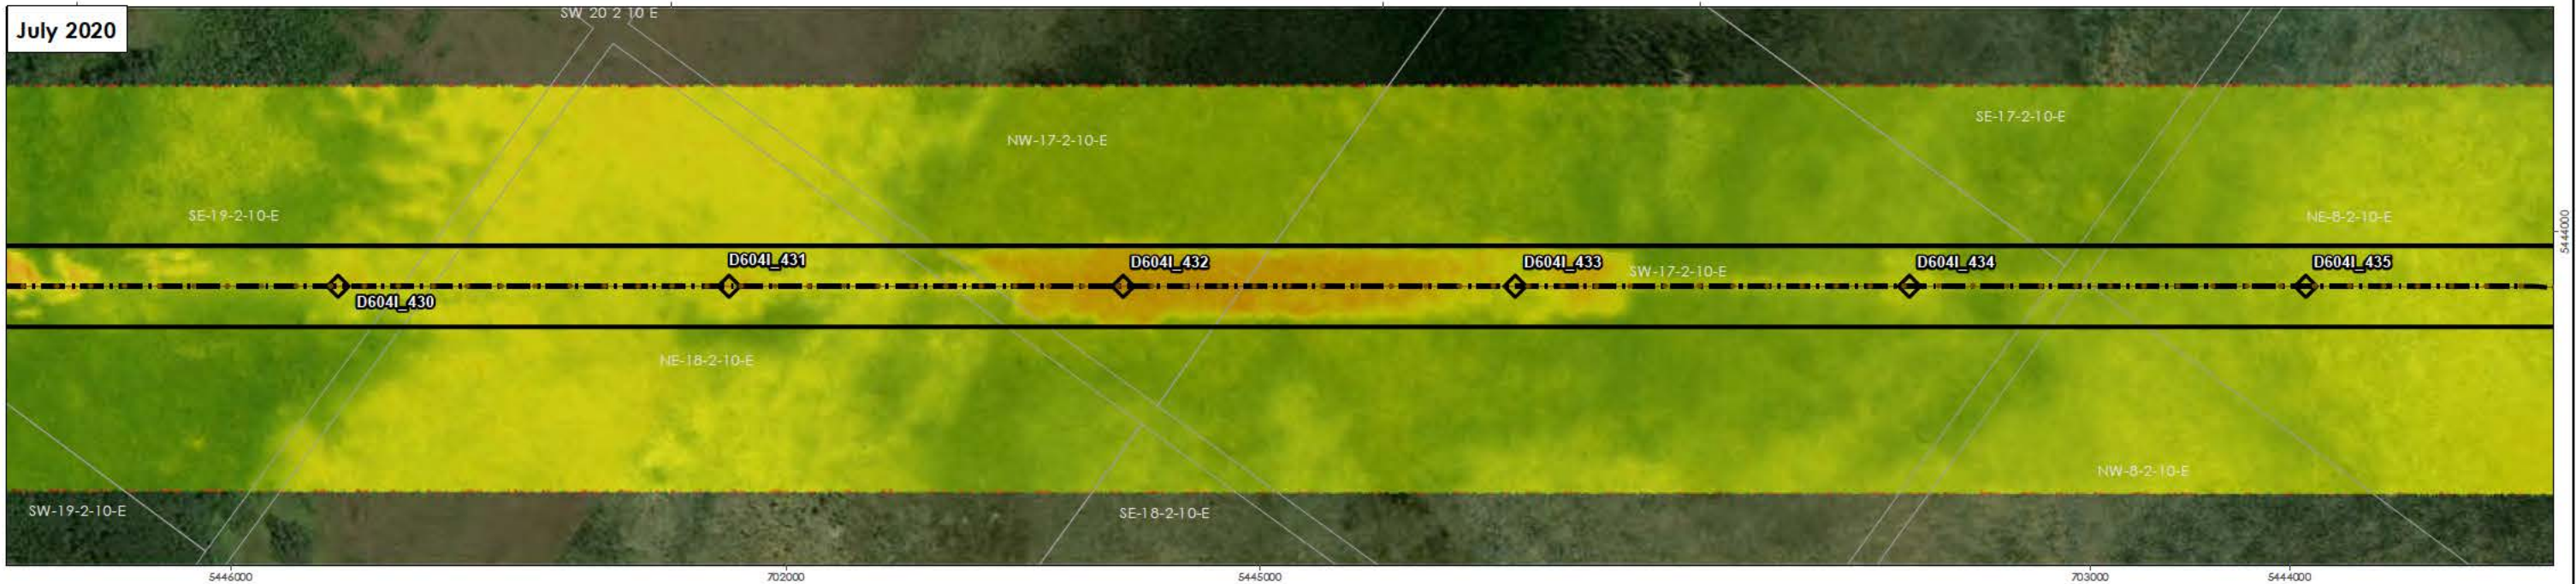 July 2020
SW 20 2 10 E
SE-17-2-10-E
NW-17-2-10-E
SE-19-2-10-E
NE-8-2-10-E
5444000
D604I_431
D604I_432
D604I_433
SW-17-2-10-E
D604I_434
D604I_435
D604I_430
NE-18-2-10-E
NW-8-2-10-E
SW-19-2-10-E
SE-18-2-10-E
5446000
702000
5445000
703000
5444000